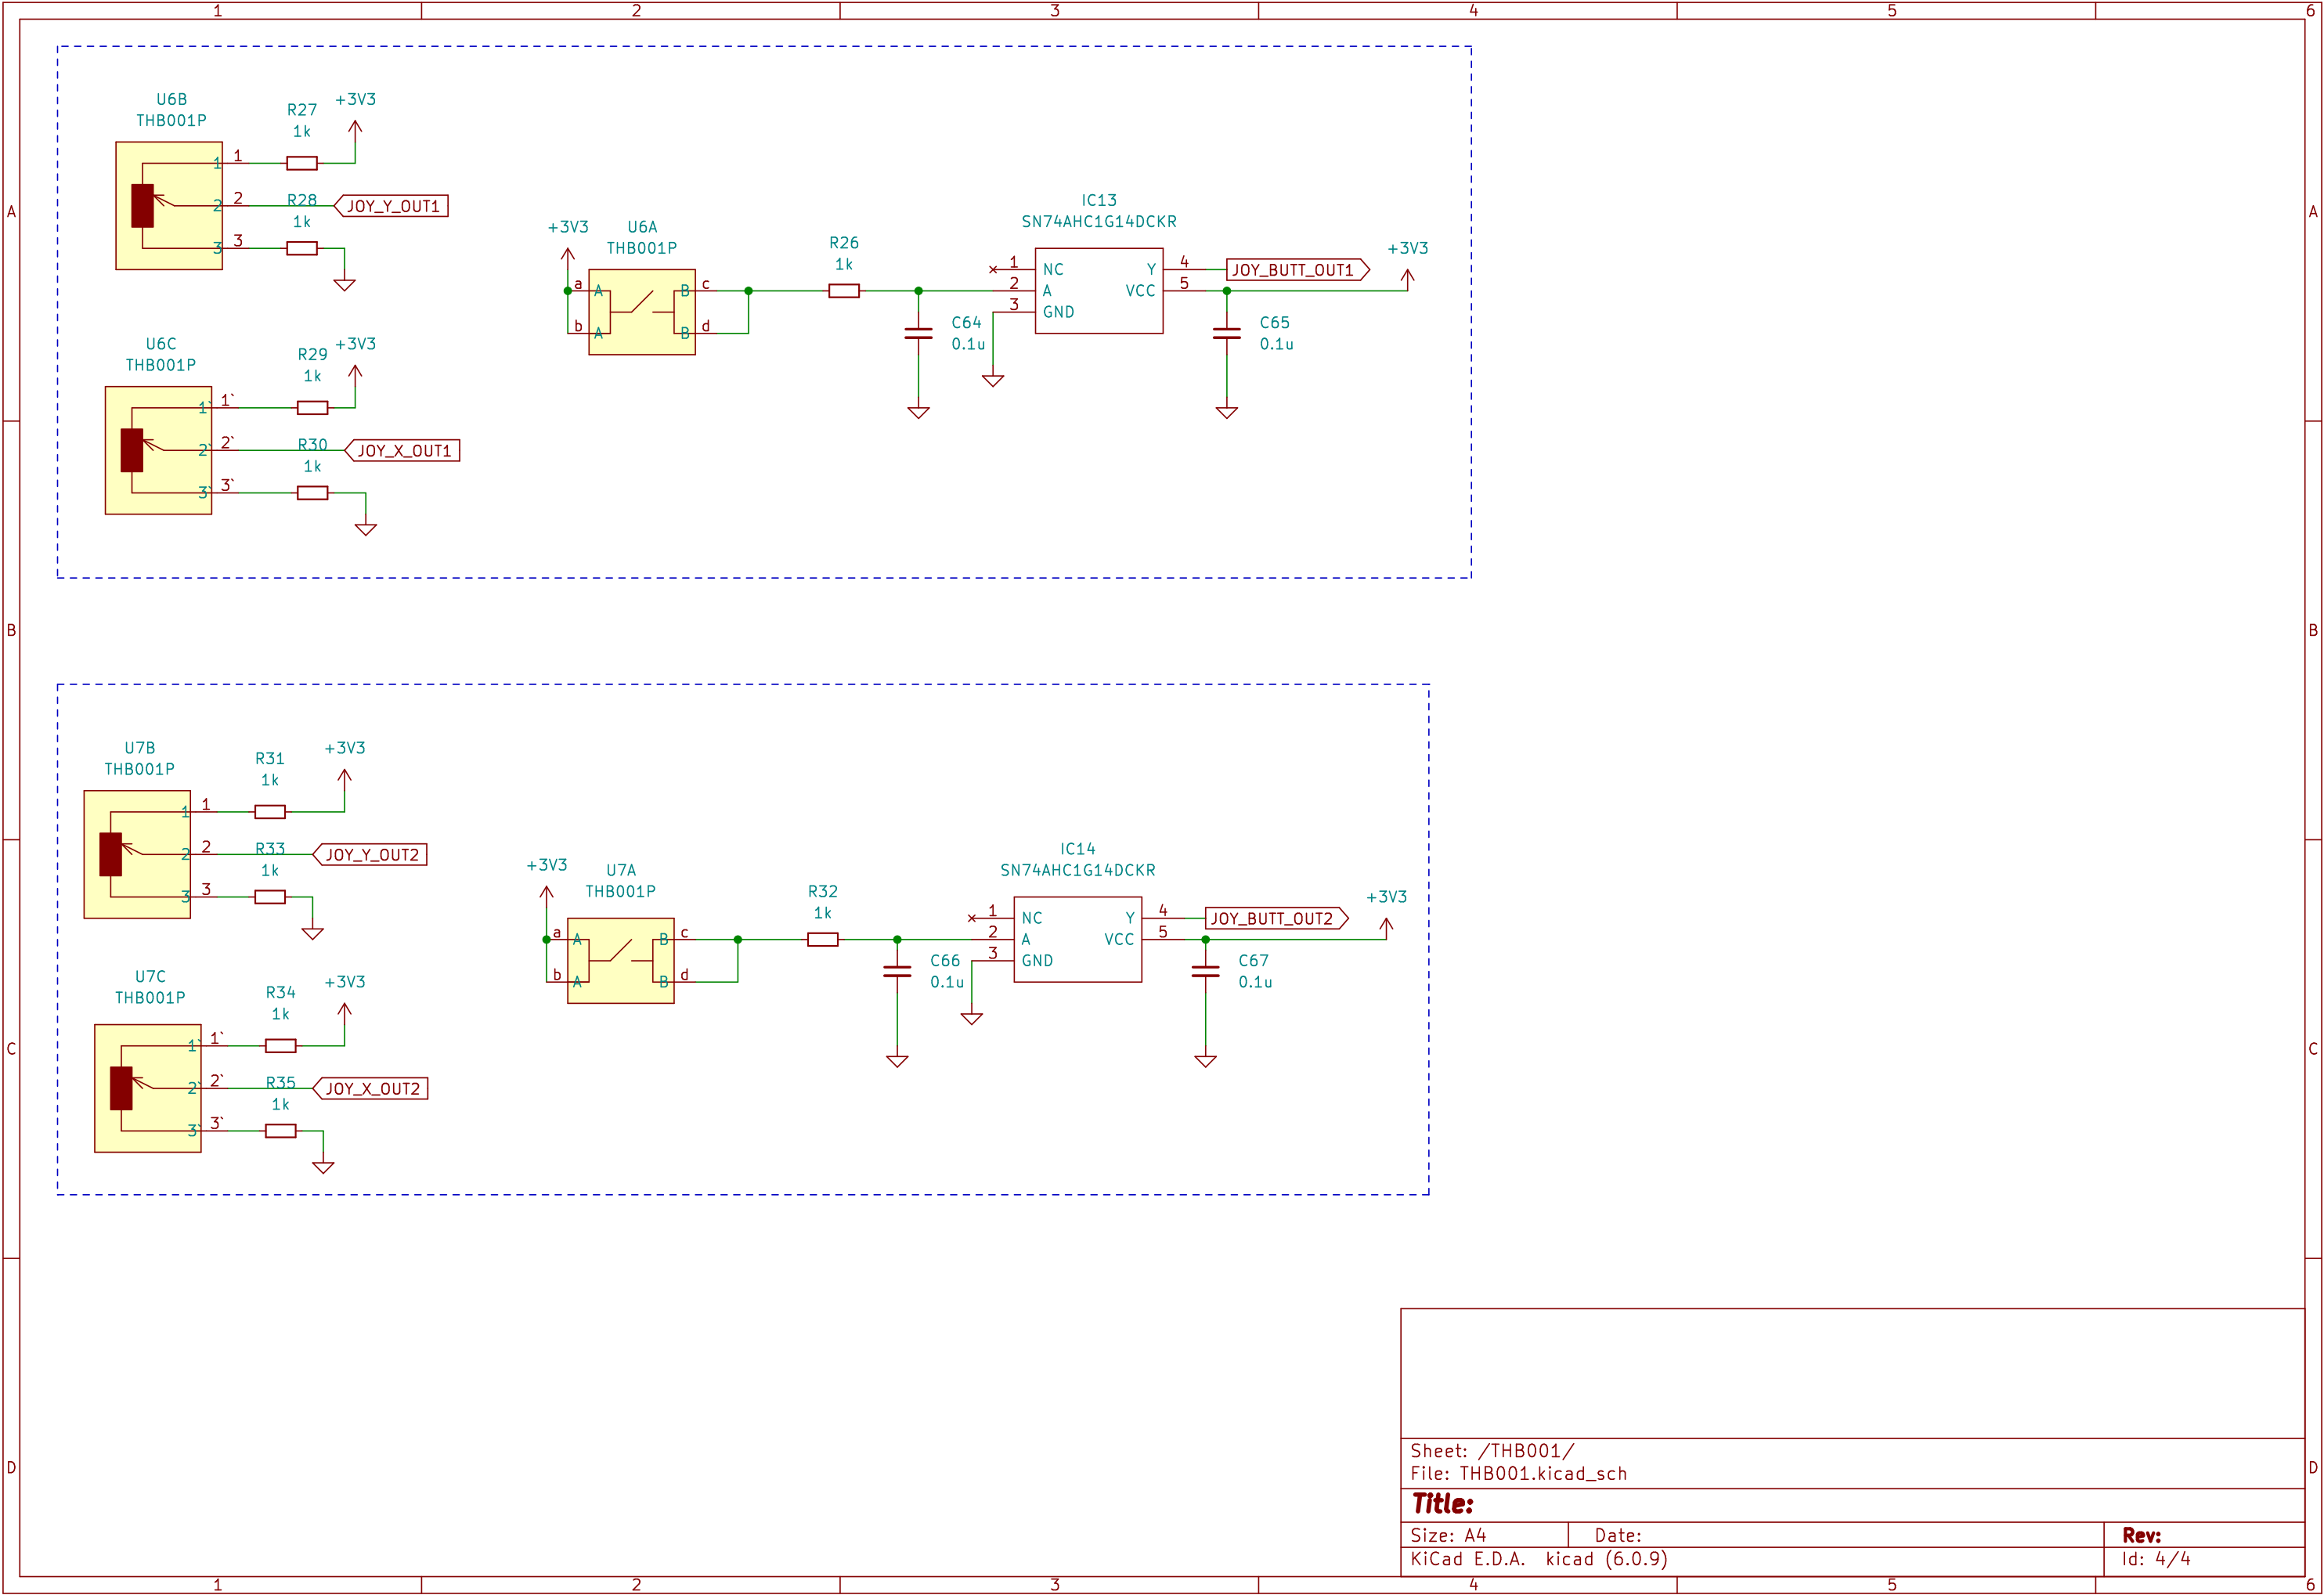 1 2 3 4 5 6
A A
B B
C C
D D
1 2 3 4 5 6
U6B
THB001P
R27
1k
+3V3
1 1
R28
1k
2 2
JOY_Y_OUT1
3 3
U6C
THB001P
R29
1k
+3V3
1` 1`
R30
1k
2` 2`
JOY_X_OUT1
3` 3`
+3V3
U6A
THB001P
a A B c
b A B d
R26
1k
C64
0.1u
IC13
SN74AHC1G14DCKR
1 NC Y 4
2 A VCC 5
3 GND
JOY_BUTT_OUT1
+3V3
C65
0.1u
U7B
THB001P
R31
1k
+3V3
1 1
R33
1k
2 2
JOY_Y_OUT2
3 3
U7C
THB001P
R34
1k
+3V3
1` 1`
R35
1k
2` 2`
JOY_X_OUT2
3` 3`
+3V3
U7A
THB001P
a A B c
b A B d
R32
1k
C66
0.1u
IC14
SN74AHC1G14DCKR
1 NC Y 4
2 A VCC 5
3 GND
JOY_BUTT_OUT2
+3V3
C67
0.1u
Sheet: /THB001/
File: THB001.kicad_sch
Title:
Size: A4 Date: Rev:
KiCad E.D.A. kicad (6.0.9) Id: 4/4